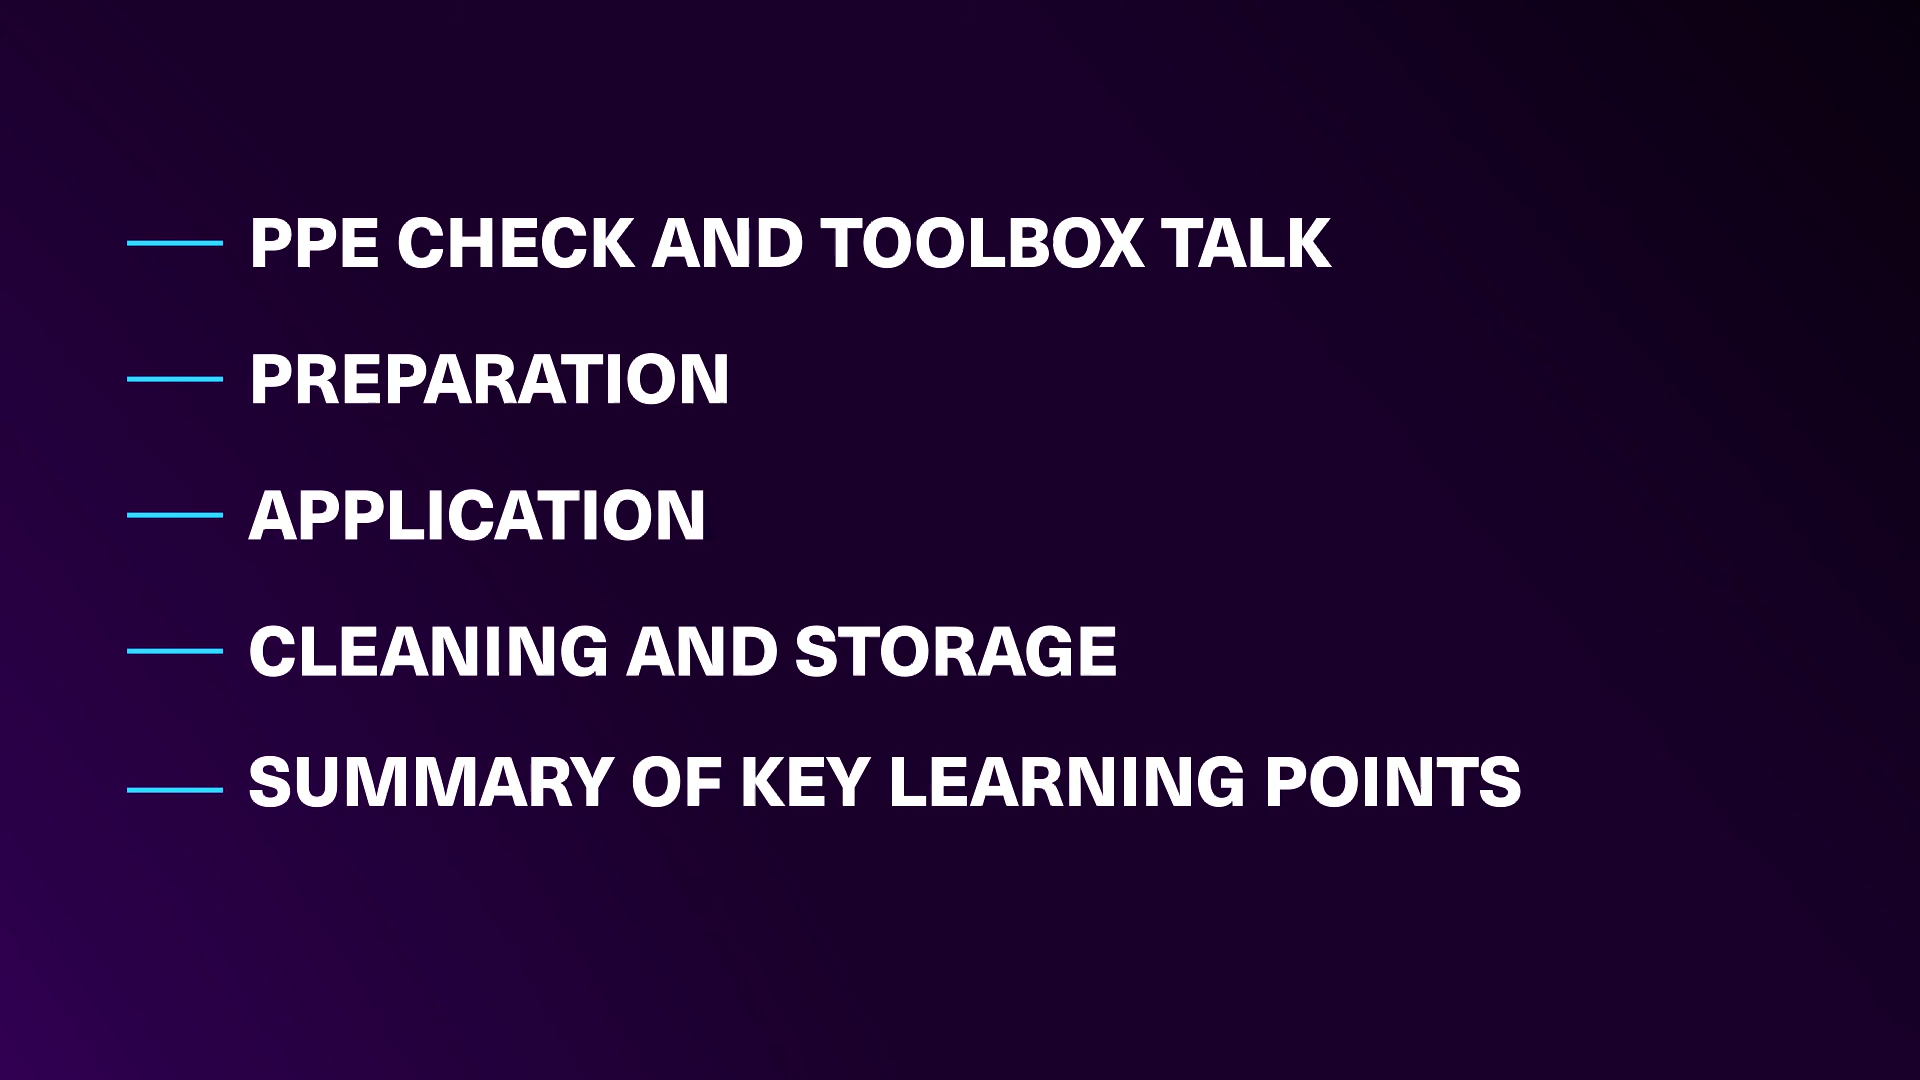 PPE CHECK AND TOOLBOX TALK
PREPARATION
APPLICATION
CLEANING AND STORAGE
SUMMARY OF KEY LEARNING POINTS